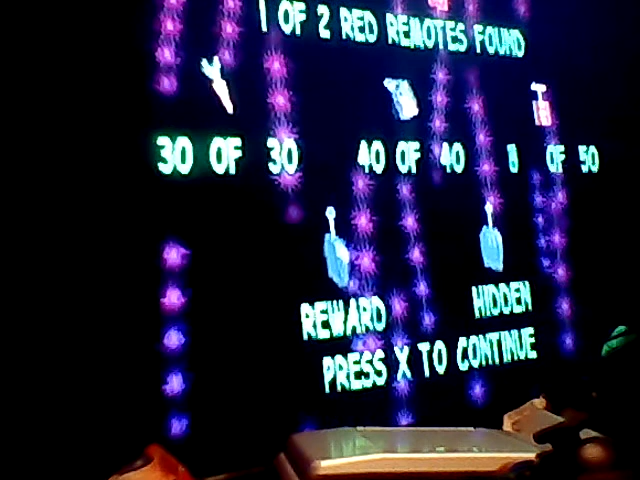 1 OF 2 RED REMOTES FOUND
30 OF 30 40 OF 40 8 OF 50
REWARD HIDDEN
PRESS X TO CONTINUE